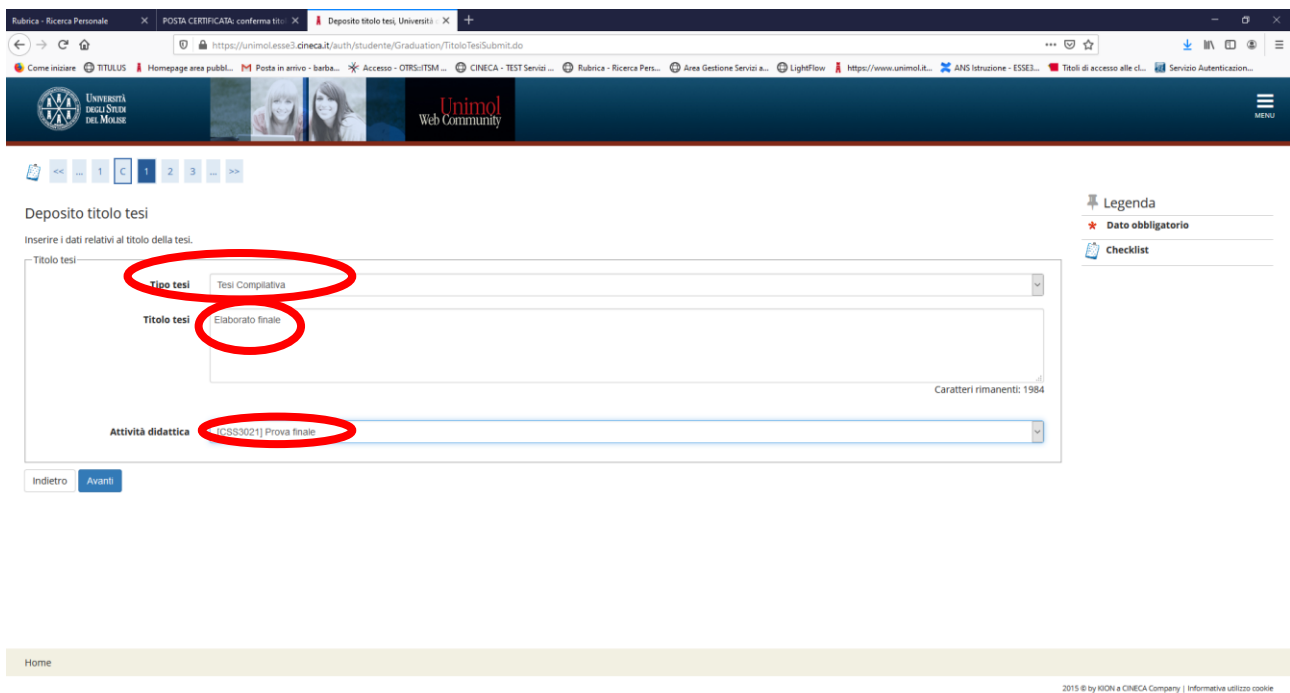 Rubrica - Ricerca Personale
POSTA CERTIFICATA: conferma titol
Deposito titolo tesi, Università
https://unimol.esse3.cineca.it/auth/studente/Graduation/TitoloTesiSubmit.do
Come iniziare
TITULUS
Homepage area pubbl...
Posta in arrivo - barba...
Accesso - OTRS::ITSM ...
CINECA - TEST Servizi ...
Rubrica - Ricerca Pers...
Area Gestione Servizi a...
LightFlow
https://www.unimol.it...
ANS Istruzione - ESSE3...
Titoli di accesso alle cl...
Servizio Autenticazion...
UNIVERSITÀ
DEGLI STUDI
DEL MOLISE
Unimol
Web Community
MENU
<< ... 1 C 1 2 3 ... >>
Deposito titolo tesi
Inserire i dati relativi al titolo della tesi.
Titolo tesi
Tipo tesi
Tesi Compilativa
Titolo tesi
Elaborato finale
Caratteri rimanenti: 1984
Attività didattica
[CSS3021] Prova finale
Indietro
Avanti
Legenda
* Dato obbligatorio
Checklist
Home
2015 © by KION a CINECA Company | Informativa utilizzo cookie